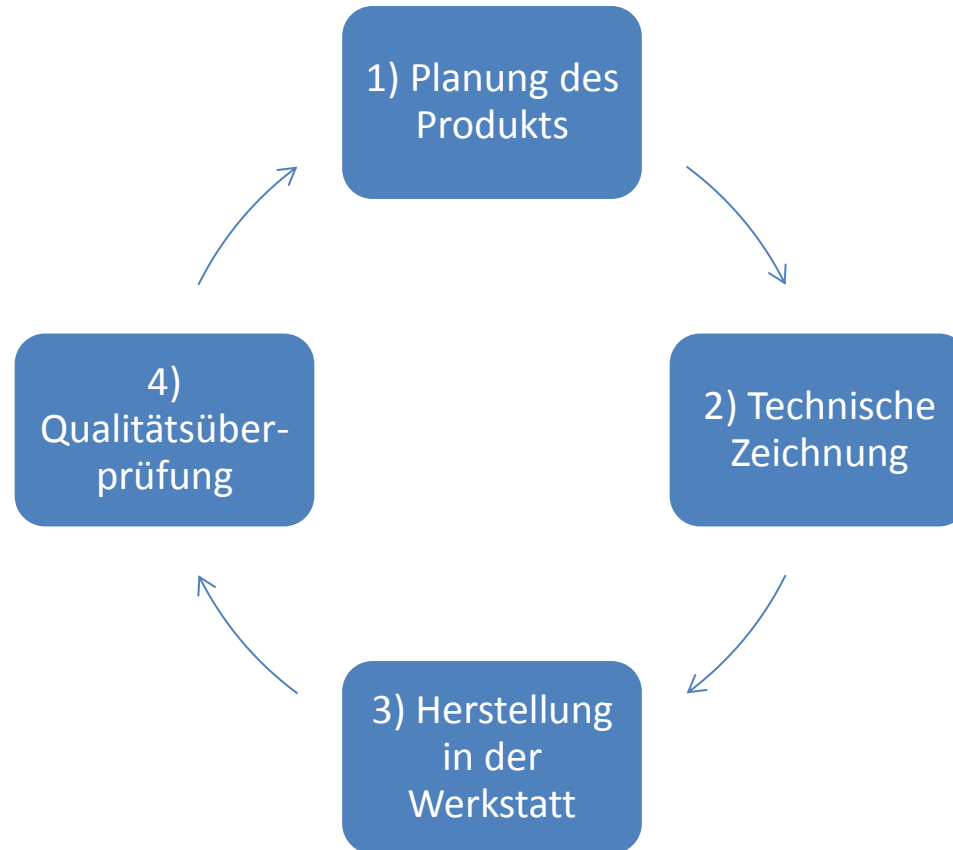 1) Planung des
Produkts
2) Technische
Zeichnung
3) Herstellung
in der
Werkstatt
4)
Qualitätsüber-
prüfung